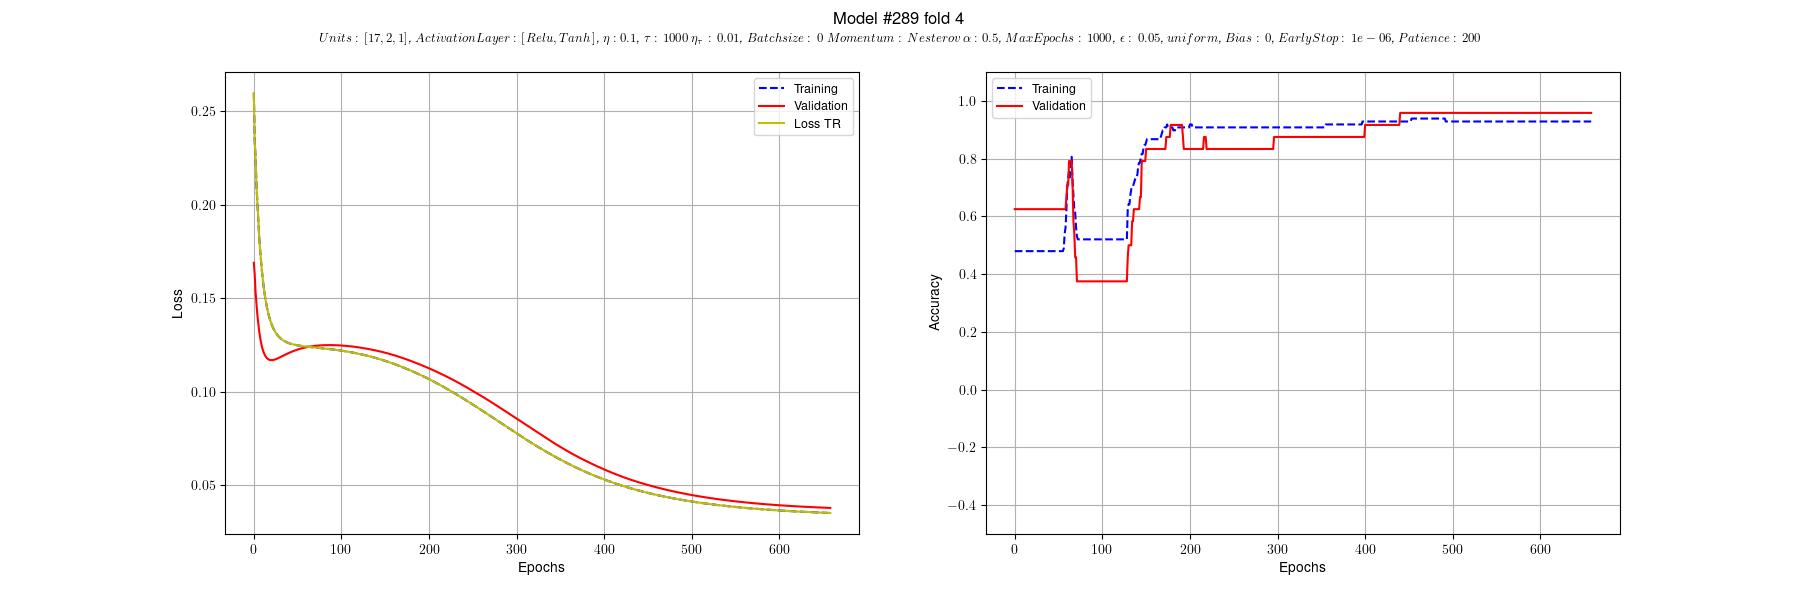 Model #289 fold 4
Units : [17, 2, 1], ActivationLayer : [Relu, Tanh], η : 0.1, τ : 1000 ητ : 0.01, Batchsize : 0 Momentum : Nesterov α : 0.5, MaxEpochs : 1000, ϵ : 0.05, uniform, Bias : 0, EarlyStop : 1e − 06, Patience : 200
Training
Validation
Loss TR
0.25
0.20
0.15
0.10
0.05
Loss
0 100 200 300 400 500 600
Epochs
Training
Validation
1.0
0.8
0.6
0.4
0.2
0.0
−0.2
−0.4
Accuracy
0 100 200 300 400 500 600
Epochs